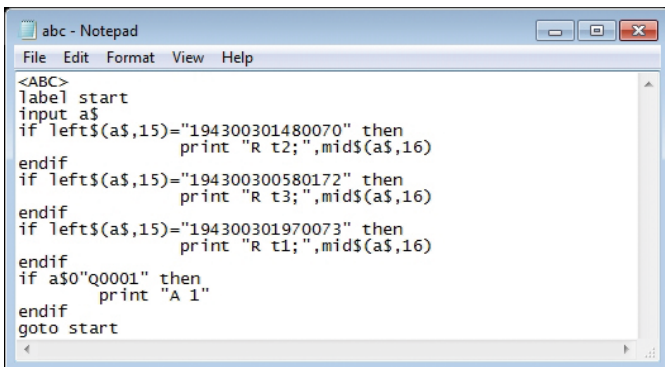 abc - Notepad
File Edit Format View Help
<ABC>
label start
input a$
if left$(a$,15)="194300301480070" then
print "R t2;",mid$(a$,16)
endif
if left$(a$,15)="194300300580172" then
print "R t3;",mid$(a$,16)
endif
if left$(a$,15)="194300301970073" then
print "R t1;",mid$(a$,16)
endif
if a$0"Q0001" then
print "A 1"
endif
goto start